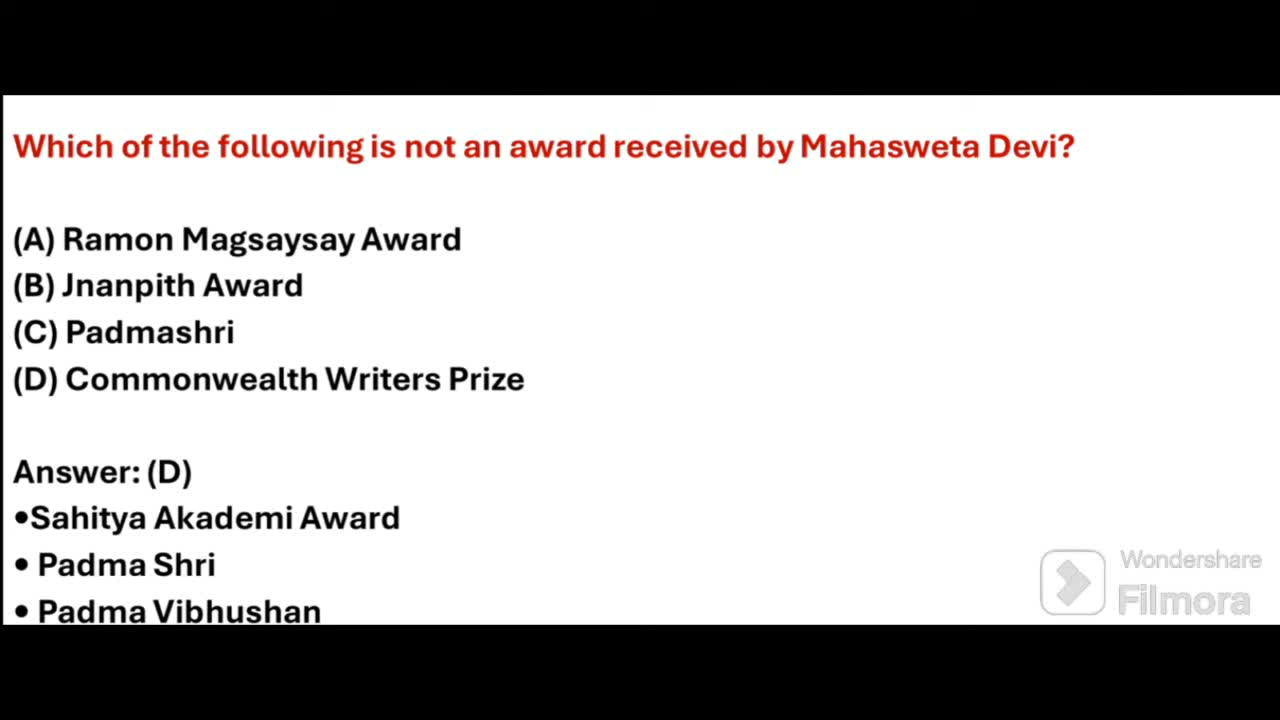 Which of the following is not an award received by Mahasweta Devi?
(A) Ramon Magsaysay Award
(B) Jnanpith Award
(C) Padmashri
(D) Commonwealth Writers Prize
Answer: (D)
•Sahitya Akademi Award
• Padma Shri
• Padma Vibhushan
Wondershare
Filmora